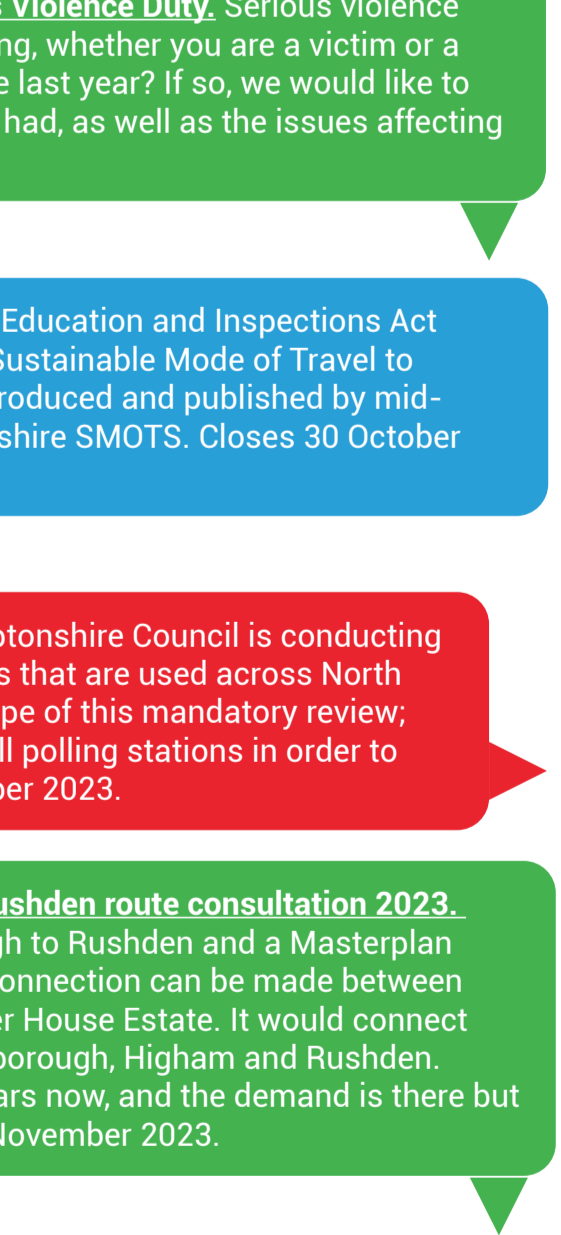 s Violence Duty. Serious violence
ng, whether you are a victim or a
e last year? If so, we would like to
had, as well as the issues affecting
Education and Inspections Act
Sustainable Mode of Travel to
roduced and published by mid-
shire SMOTS. Closes 30 October
ptonshire Council is conducting
s that are used across North
pe of this mandatory review;
ll polling stations in order to
ber 2023.
ushden route consultation 2023.
gh to Rushden and a Masterplan
onnection can be made between
er House Estate. It would connect
borough, Higham and Rushden.
ars now, and the demand is there but
November 2023.